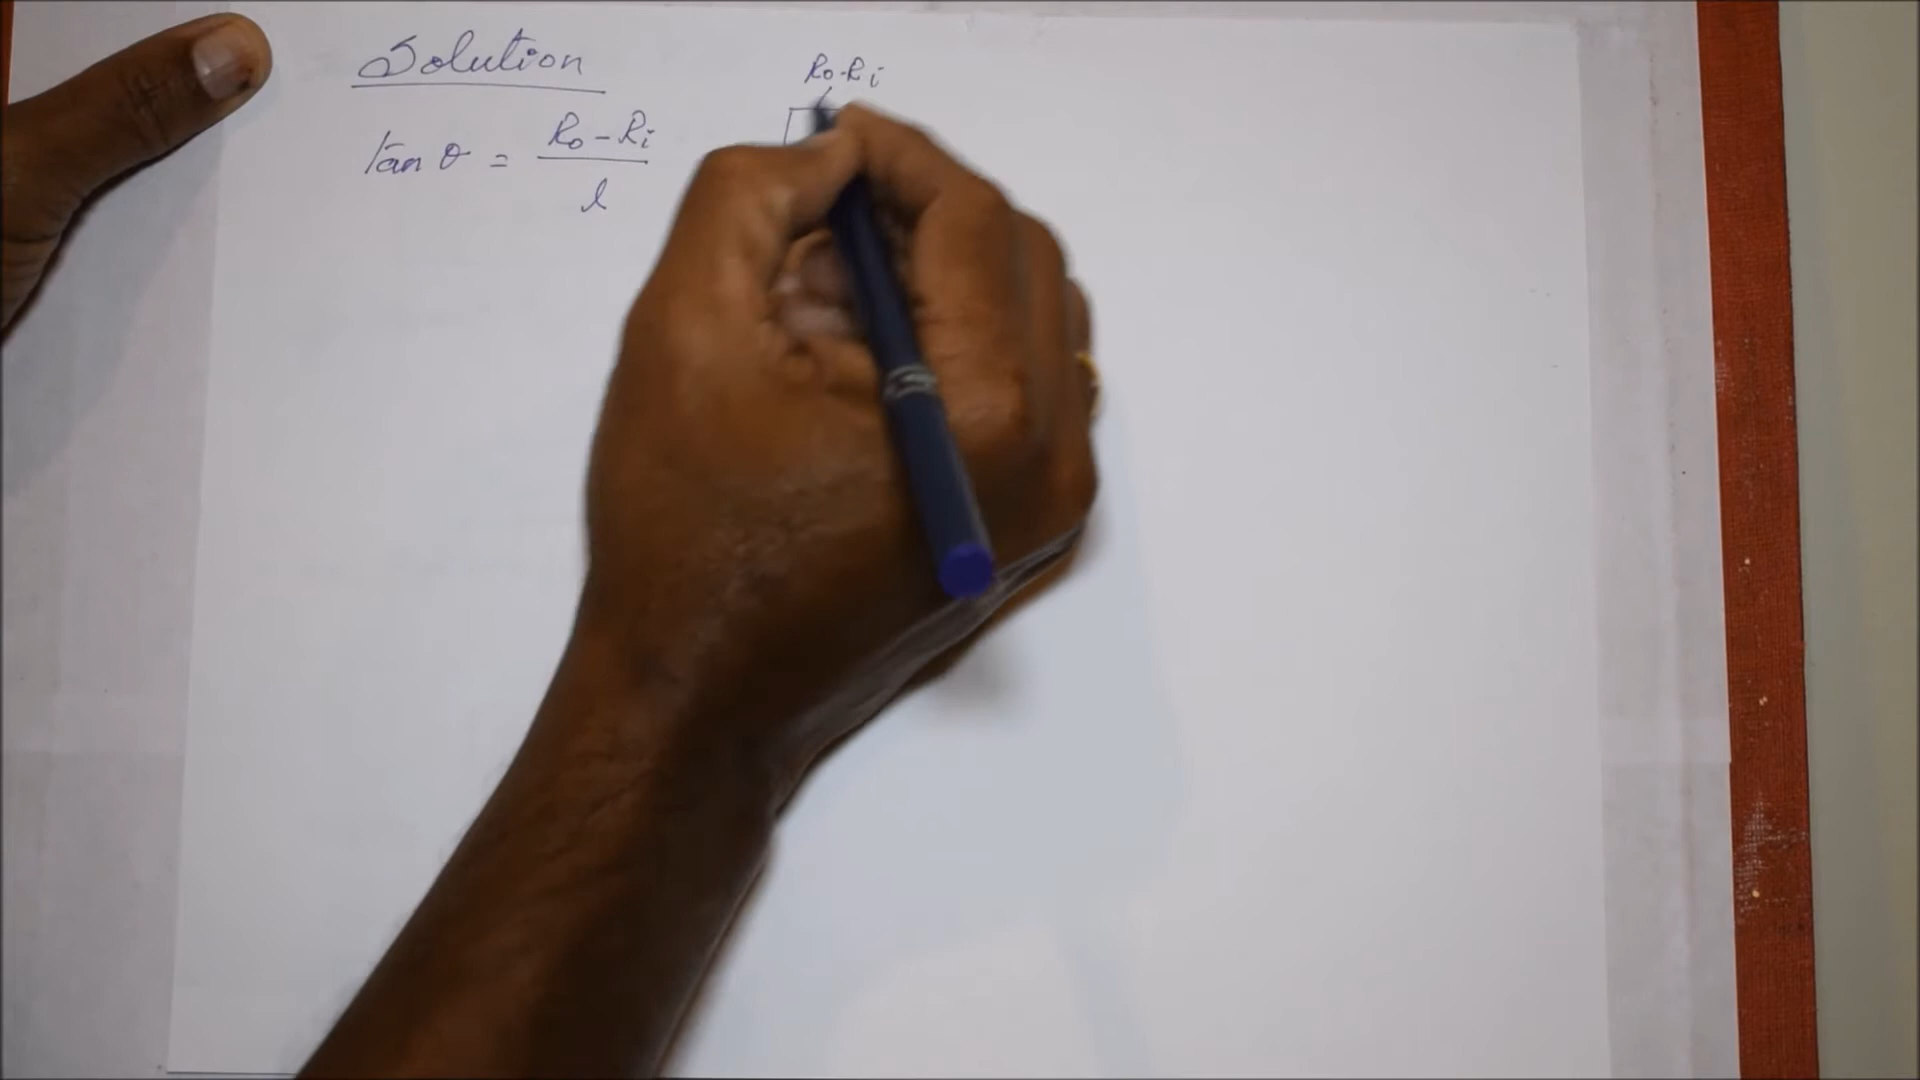 Solution
tan θ = Ro - Ri / l
Ro-Ri